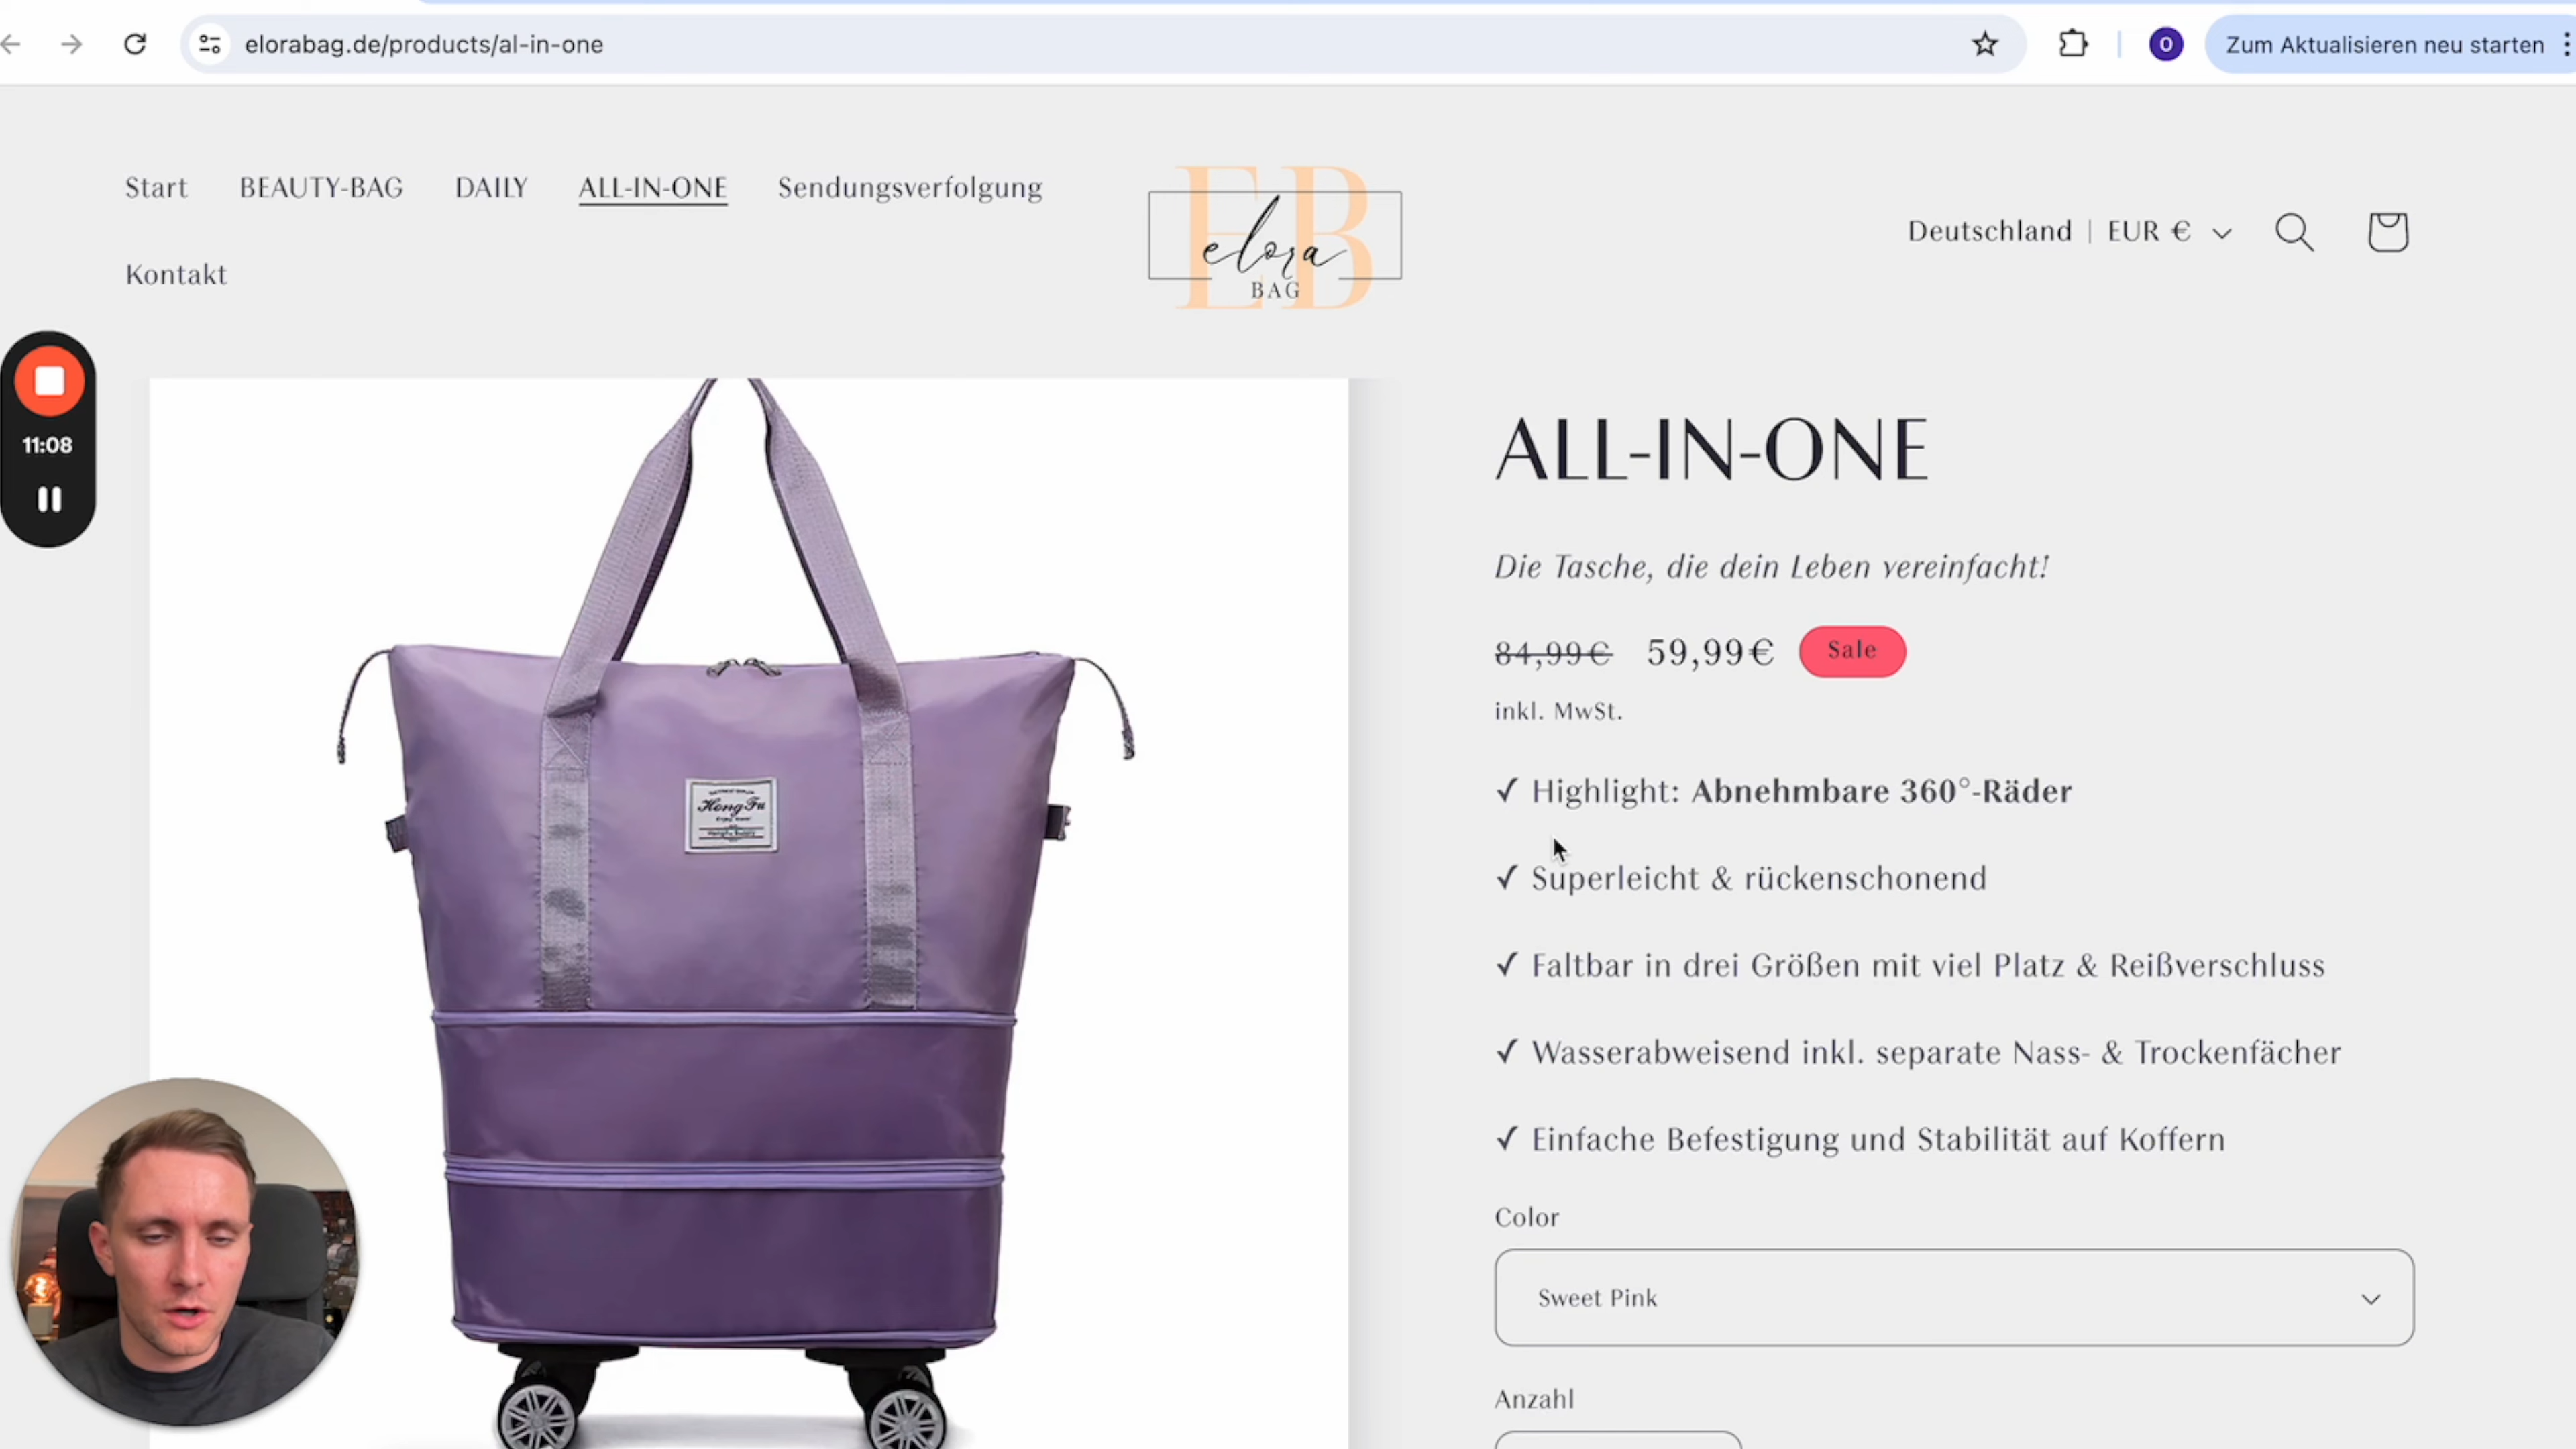 elorabag.de/products/al-in-one
O
Zum Aktualisieren neu starten
Start
BEAUTY-BAG
DAILY
ALL-IN-ONE
Sendungsverfolgung
Kontakt
EB
elora
BAG
Deutschland | EUR €
11:08
HongFu
ALL-IN-ONE
Die Tasche, die dein Leben vereinfacht!
84,99€ 59,99€ Sale
inkl. MwSt.
✓ Highlight: Abnehmbare 360°-Räder
✓ Superleicht & rückenschonend
✓ Faltbar in drei Größen mit viel Platz & Reißverschluss
✓ Wasserabweisend inkl. separate Nass- & Trockenfächer
✓ Einfache Befestigung und Stabilität auf Koffern
Color
Sweet Pink
Anzahl